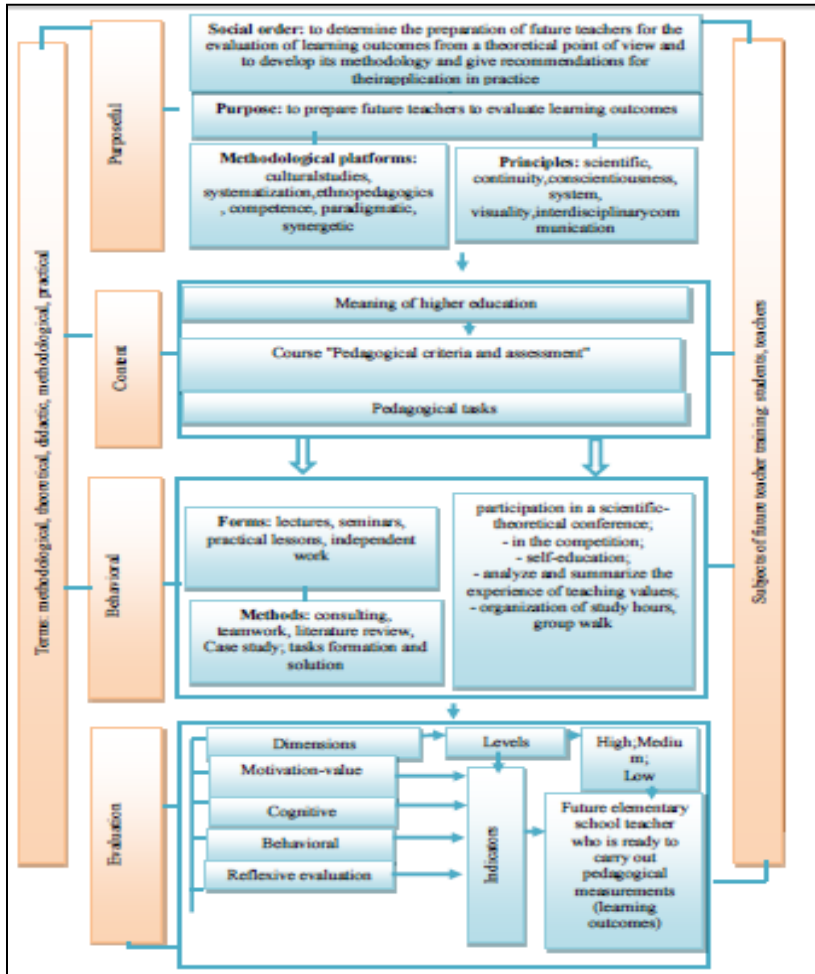 Terms: methodological, theoretical, didactic, methodological, practical
Purposeful
Social order: to determine the preparation of future teachers for the
evaluation of learning outcomes from a theoretical point of view and
to develop its methodology and give recommendations for
theirapplication in practice
Purpose: to prepare future teachers to evaluate learning outcomes
Methodological platforms:
culturalstudies,
systematization,ethnopedagogics
, competence, paradigmatic,
synergetic
Principles: scientific,
continuity,conscientiousness,
system,
visuality,interdisciplinarycom
munication
Content
Meaning of higher education
Course "Pedagogical criteria and assessment"
Pedagogical tasks
Behavioral
Forms: lectures, seminars,
practical lessons, independent
work
Methods: consulting,
teamwork, literature review,
Case study; tasks formation and
solution
participation in a scientific-
theoretical conference;
- in the competition;
- self-education;
- analyze and summarize the
experience of teaching values;
- organization of study hours,
group walk
Evaluation
Dimensions
Levels
High;Mediu
m;
Low
Motivation-value
Cognitive
Behavioral
Reflexive evaluation
Indicators
Future elementary
school teacher
who is ready to
carry out
pedagogical
measurements
(learning
outcomes)
Subjects of future teacher training: students, teachers